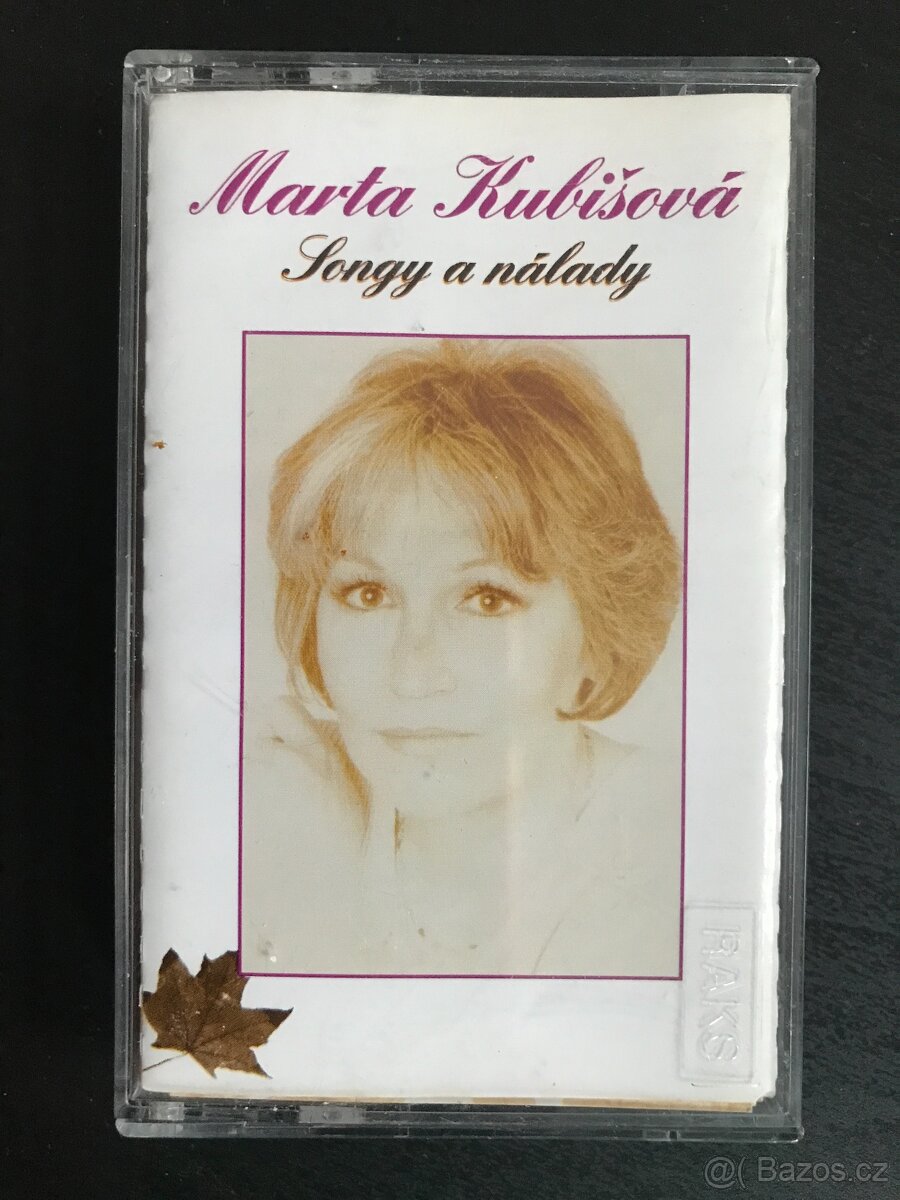 Marta Kubišová
Songy a nálady
RAKS
@( Bazos.cz